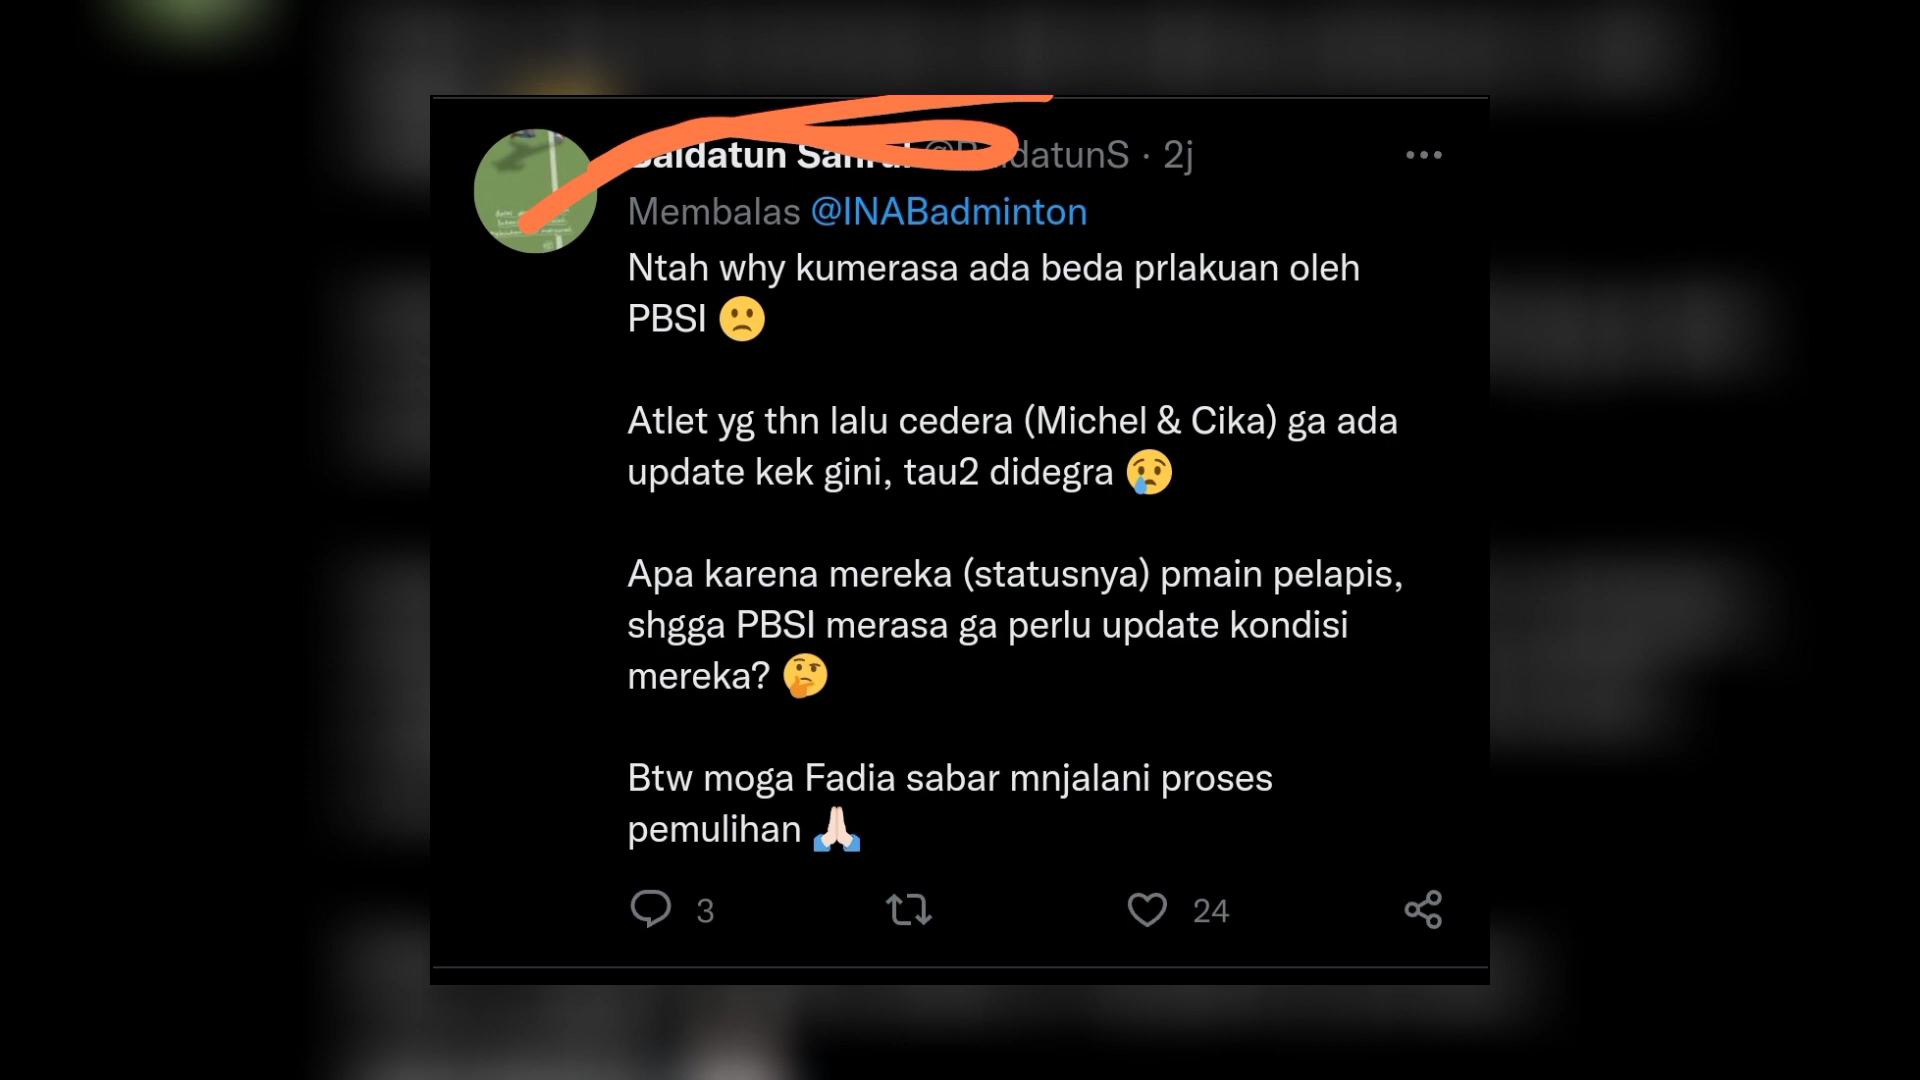 Baidatun · 2j
Membalas @INABadminton
Ntah why kumerasa ada beda prlakuan oleh
PBSI 🙁
Atlet yg thn lalu cedera (Michel & Cika) ga ada
update kek gini, tau2 didegra 😢
Apa karena mereka (statusnya) pmain pelapis,
shgga PBSI merasa ga perlu update kondisi
mereka? 🤔
Btw moga Fadia sabar mnjalani proses
pemulihan 🙏🏻
3 24